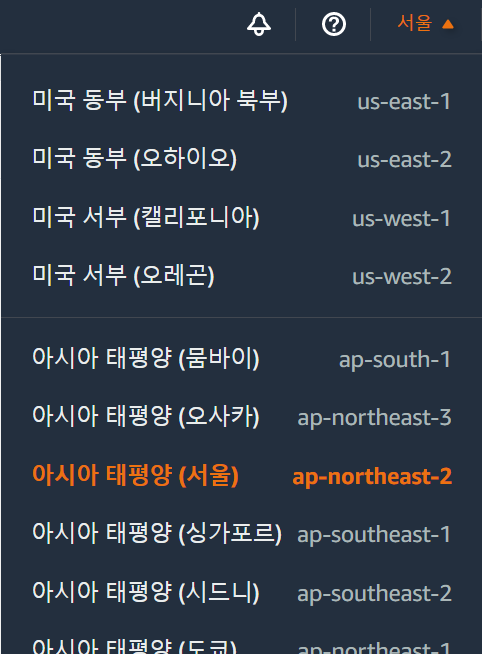 서울 ▲
미국 동부 (버지니아 북부) us-east-1
미국 동부 (오하이오) us-east-2
미국 서부 (캘리포니아) us-west-1
미국 서부 (오레곤) us-west-2
아시아 태평양 (뭄바이) ap-south-1
아시아 태평양 (오사카) ap-northeast-3
아시아 태평양 (서울) ap-northeast-2
아시아 태평양 (싱가포르) ap-southeast-1
아시아 태평양 (시드니) ap-southeast-2
아시아 태평양 (도쿄) ap-northeast-1